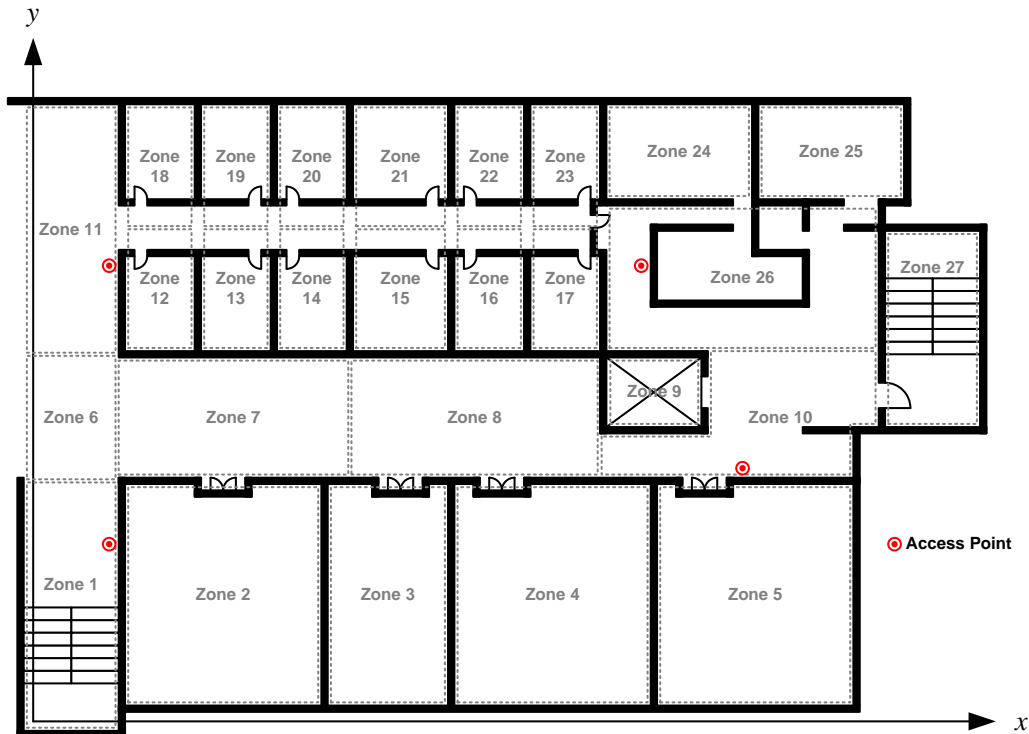 y
Zone
18
Zone
19
Zone
20
Zone
21
Zone
22
Zone
23
Zone 24
Zone 25
Zone 11
Zone
12
Zone
13
Zone
14
Zone
15
Zone
16
Zone
17
Zone 26
Zone 27
Zone 6
Zone 7
Zone 8
Zone 9
Zone 10
Access Point
Zone 1
Zone 2
Zone 3
Zone 4
Zone 5
x